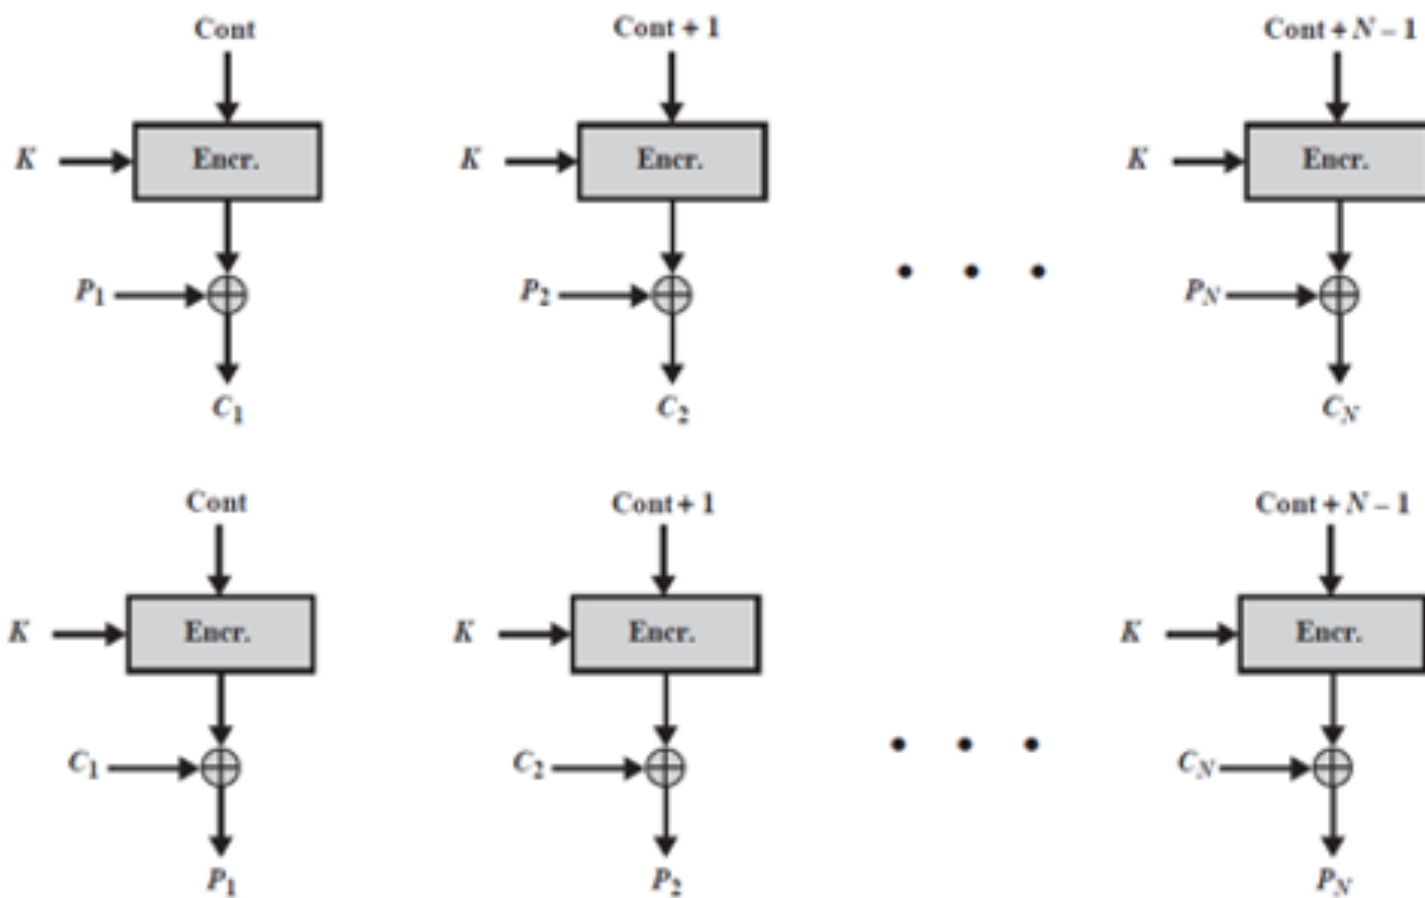 Cont Cont + 1 Cont + N – 1
K Encr. K Encr. K Encr.
P1 P2 PN
C1 C2 CN
Cont Cont + 1 Cont + N – 1
K Encr. K Encr. K Encr.
C1 C2 CN
P1 P2 PN